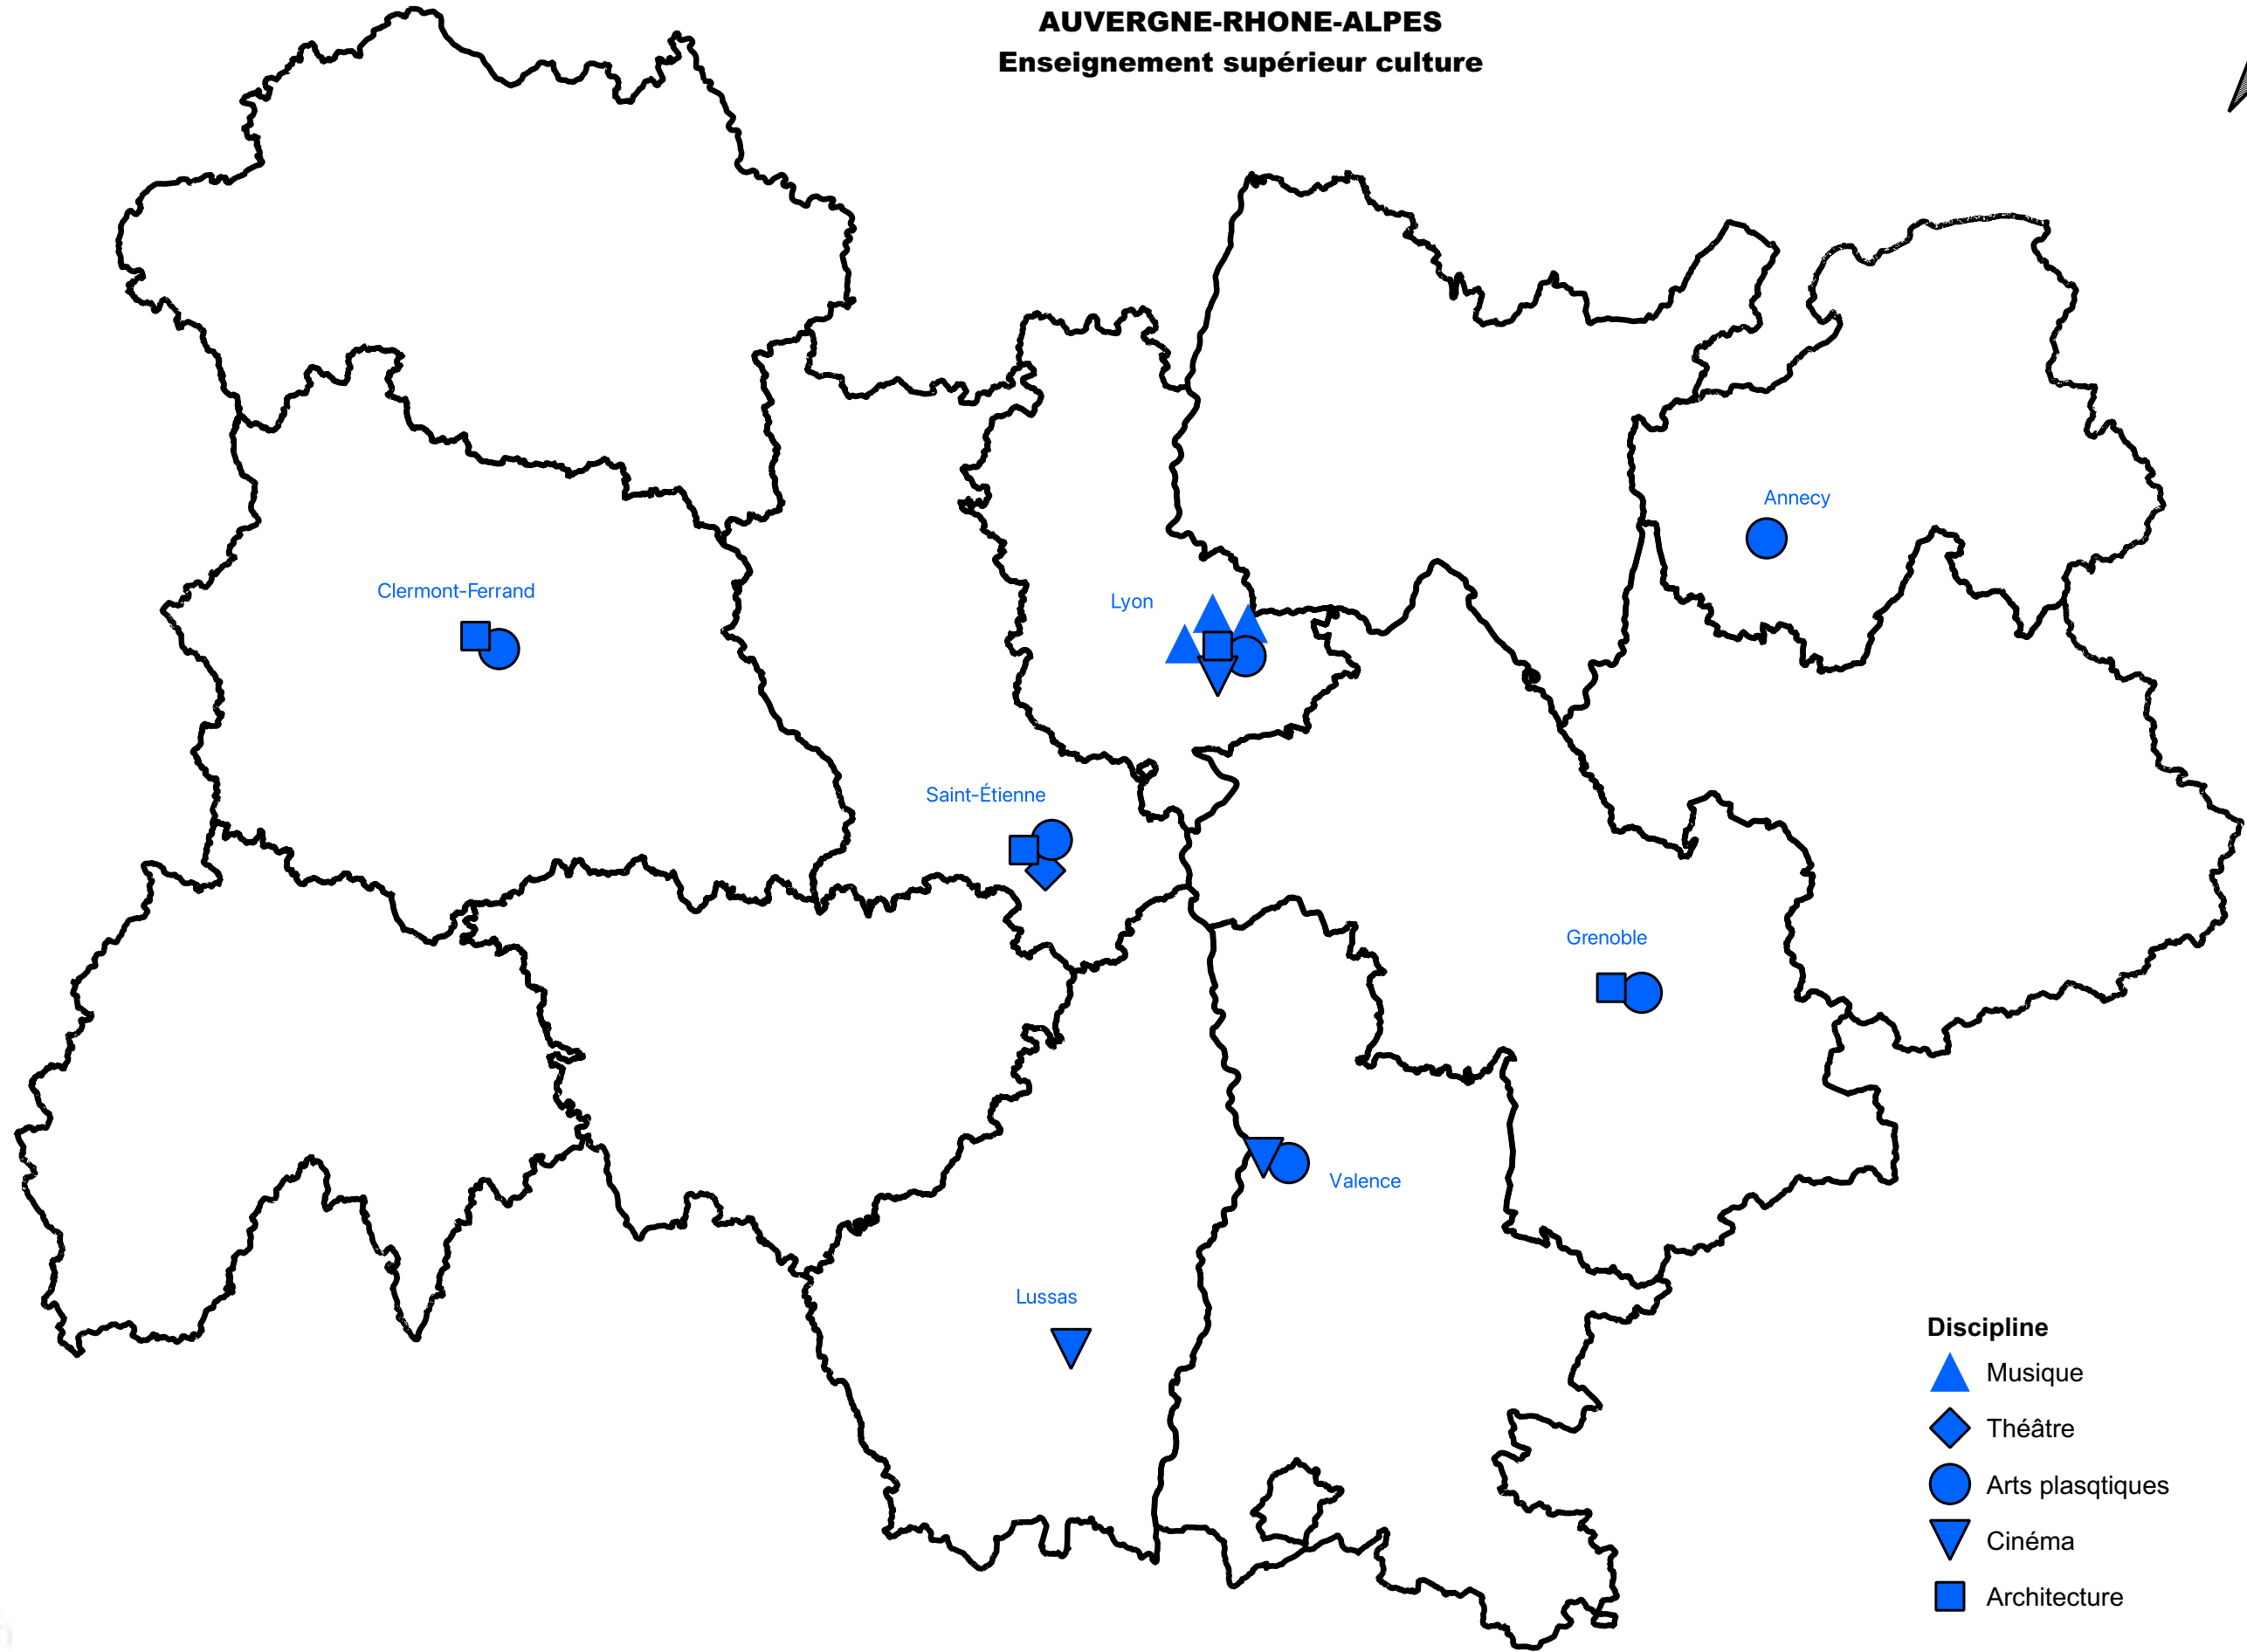 AUVERGNE-RHONE-ALPES
Enseignement supérieur culture
Annecy
Clermont-Ferrand
Lyon
Saint-Étienne
Grenoble
Valence
Lussas
Discipline
Musique
Théâtre
Arts plasqtiques
Cinéma
Architecture